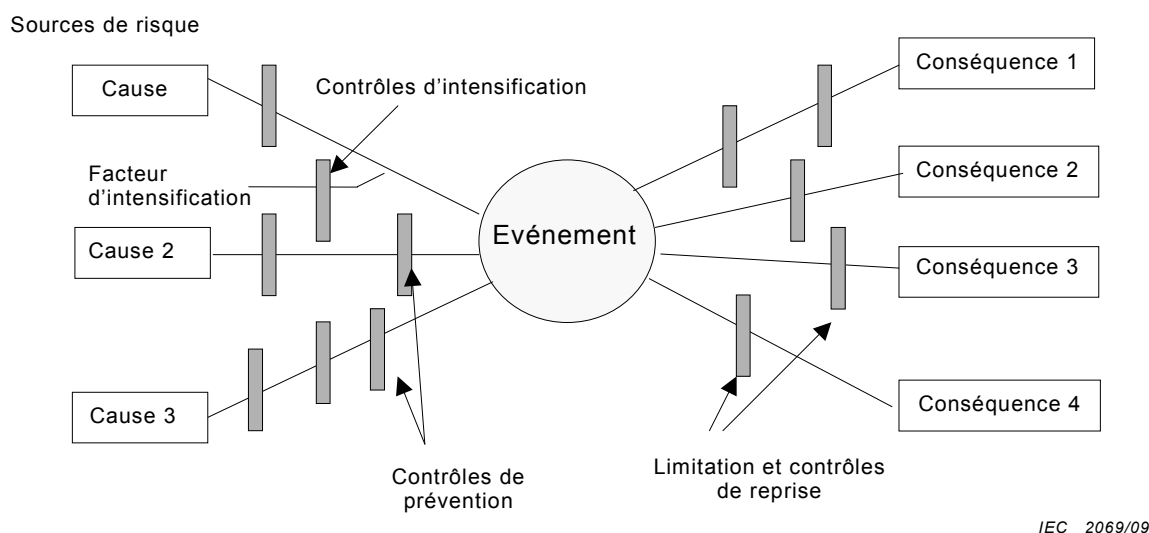 Sources de risque
Cause
Contrôles d'intensification
Facteur
d'intensification
Cause 2
Cause 3
Evénement
Contrôles de
prévention
Conséquence 1
Conséquence 2
Conséquence 3
Conséquence 4
Limitation et contrôles
de reprise
IEC 2069/09